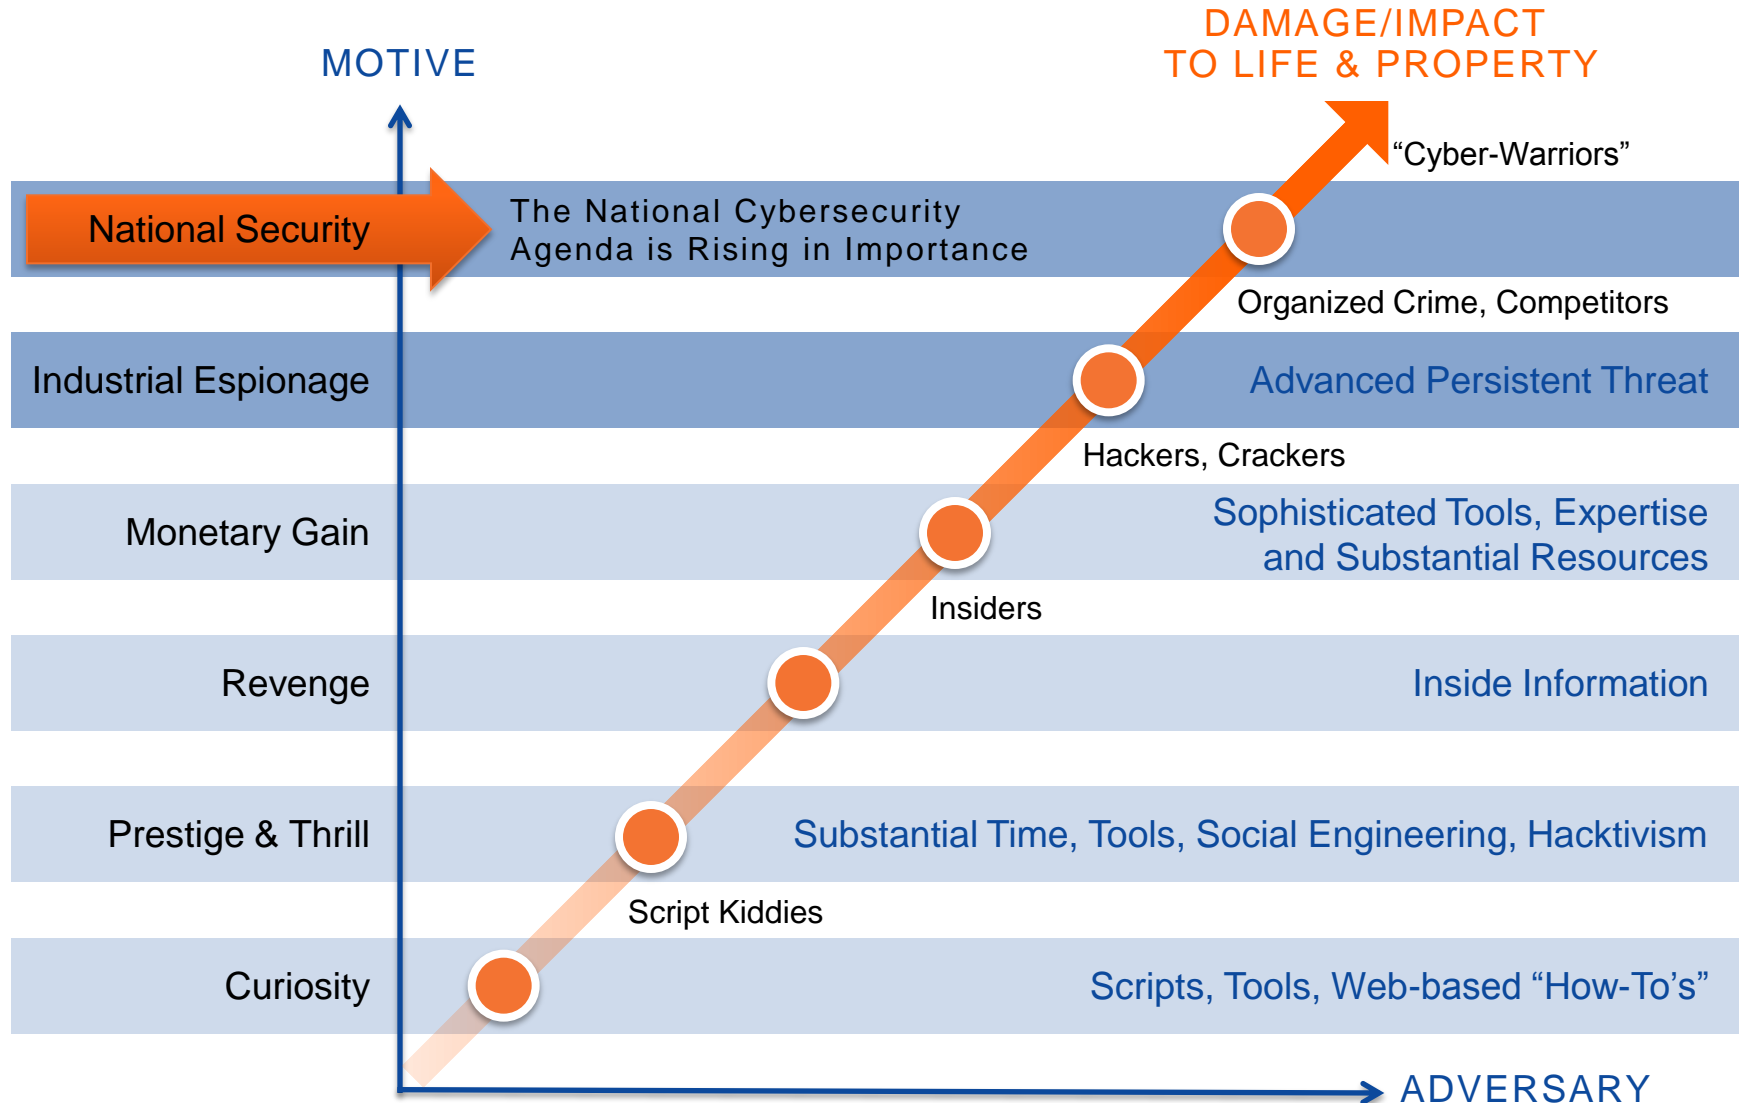 DAMAGE/IMPACT
TO LIFE & PROPERTY
MOTIVE
“Cyber-Warriors”
National Security
The National Cybersecurity
Agenda is Rising in Importance
Organized Crime, Competitors
Industrial Espionage
Advanced Persistent Threat
Hackers, Crackers
Monetary Gain
Sophisticated Tools, Expertise
and Substantial Resources
Insiders
Revenge
Inside Information
Prestige & Thrill
Substantial Time, Tools, Social Engineering, Hacktivism
Script Kiddies
Curiosity
Scripts, Tools, Web-based “How-To’s”
ADVERSARY